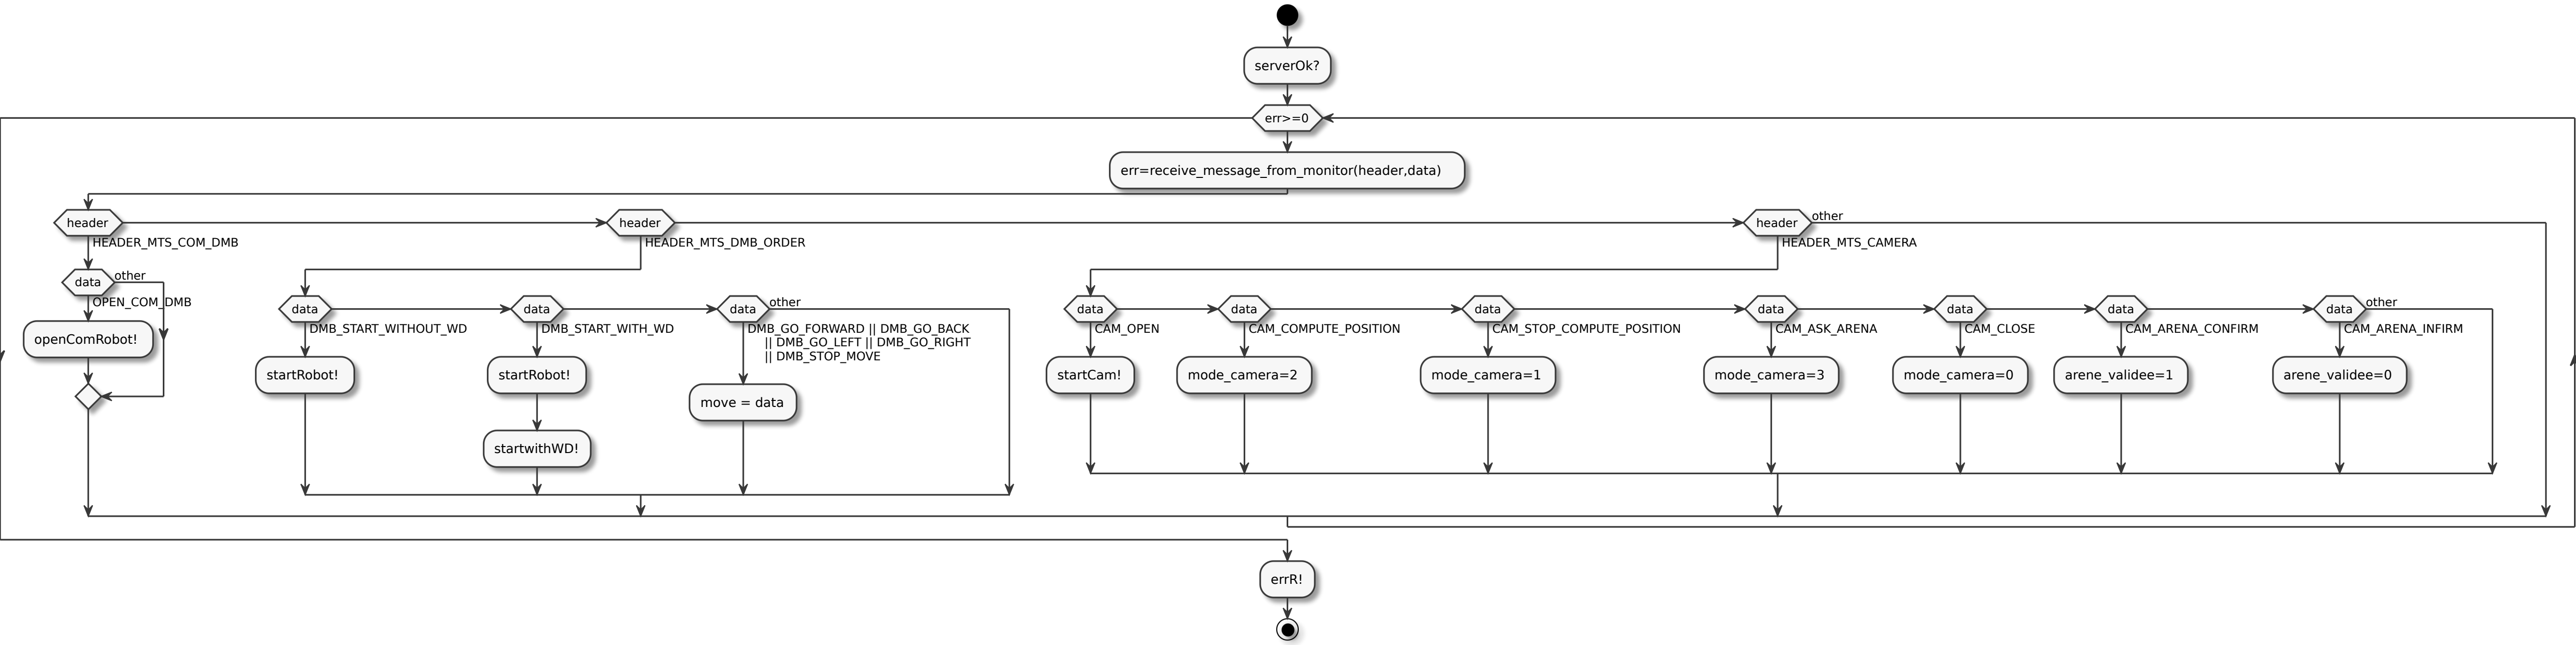 serverOk?
err>=0
err=receive_message_from_monitor(header,data)
header
HEADER_MTS_COM_DMB
data
other
OPEN_COM_DMB
openComRobot!
header
HEADER_MTS_DMB_ORDER
data
DMB_START_WITHOUT_WD
startRobot!
data
DMB_START_WITH_WD
startRobot!
startwithWD!
data
other
DMB_GO_FORWARD || DMB_GO_BACK
|| DMB_GO_LEFT || DMB_GO_RIGHT
|| DMB_STOP_MOVE
move = data
header
other
HEADER_MTS_CAMERA
data
CAM_OPEN
startCam!
data
CAM_COMPUTE_POSITION
mode_camera=2
data
CAM_STOP_COMPUTE_POSITION
mode_camera=1
data
CAM_ASK_ARENA
mode_camera=3
data
CAM_CLOSE
mode_camera=0
data
CAM_ARENA_CONFIRM
arene_validee=1
data
other
CAM_ARENA_INFIRM
arene_validee=0
errR!